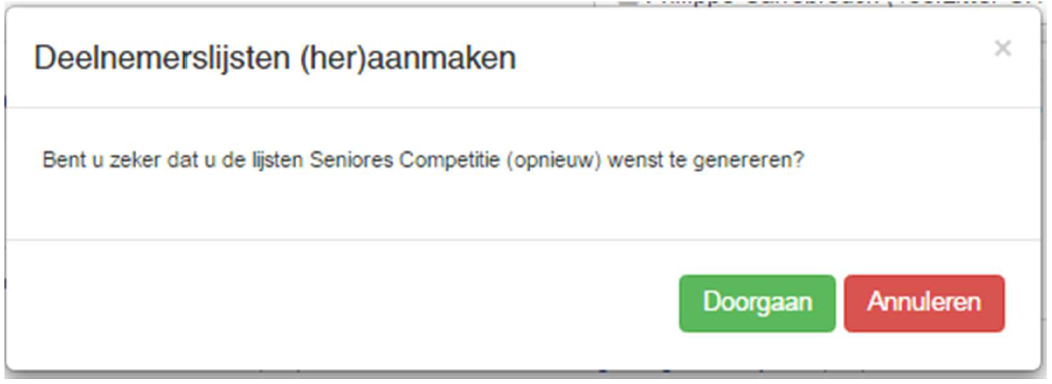 Deelnemerslijsten (her)aanmaken
×
Bent u zeker dat u de lijsten Seniores Competitie (opnieuw) wenst te genereren?
Doorgaan
Annuleren